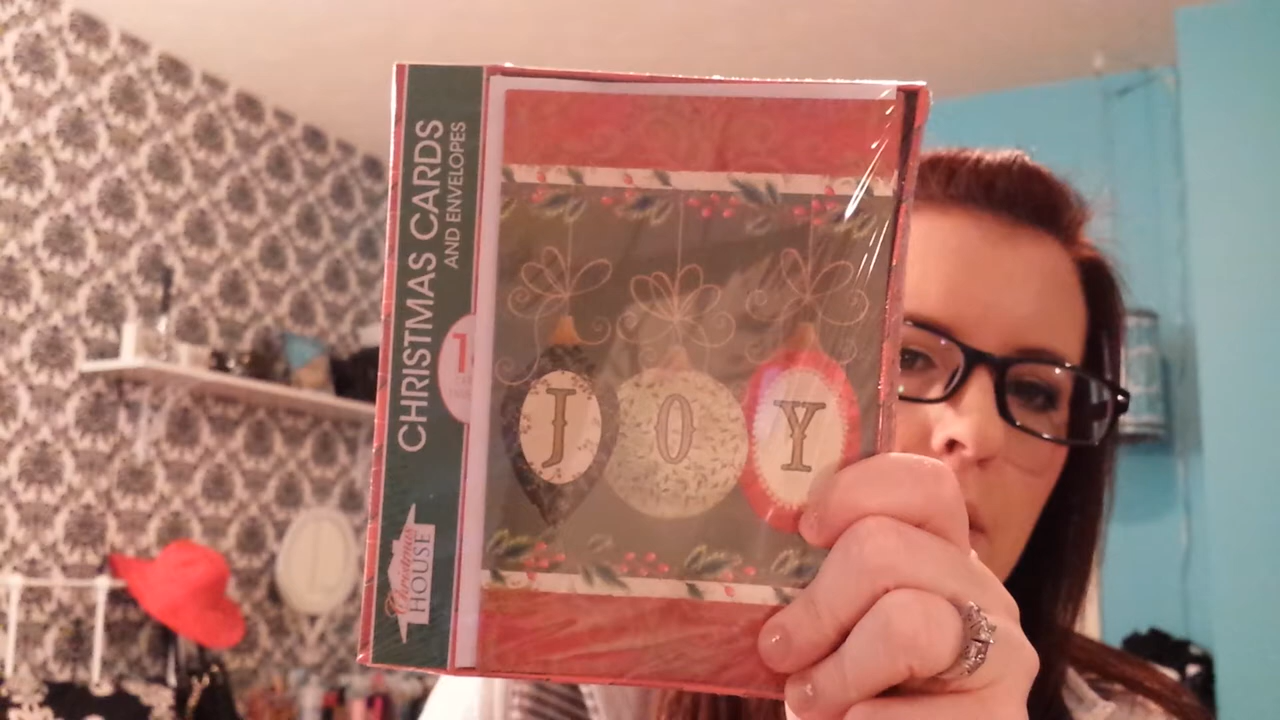 CHRISTMAS CARDS
AND ENVELOPES
Christmas
HOUSE
J O Y